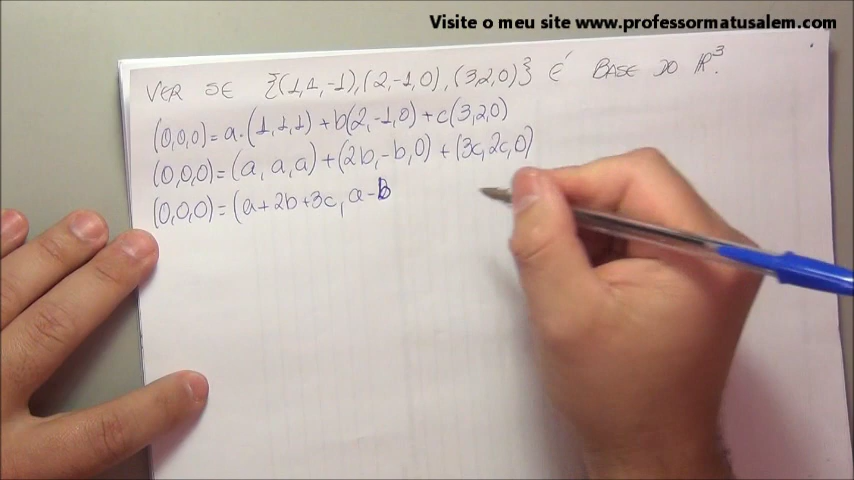 Visite o meu site www.professormatusalem.com
VER SE {(1,1,-1),(2,-1,0),(3,2,0)} É BASE DO ℝ³.
(0,0,0)=a.(1,1,1)+b(2,-1,0)+c(3,2,0)
(0,0,0)=(a,a,a)+(2b,-b,0)+(3c,2c,0)
(0,0,0)=(a+2b+3c,a-b